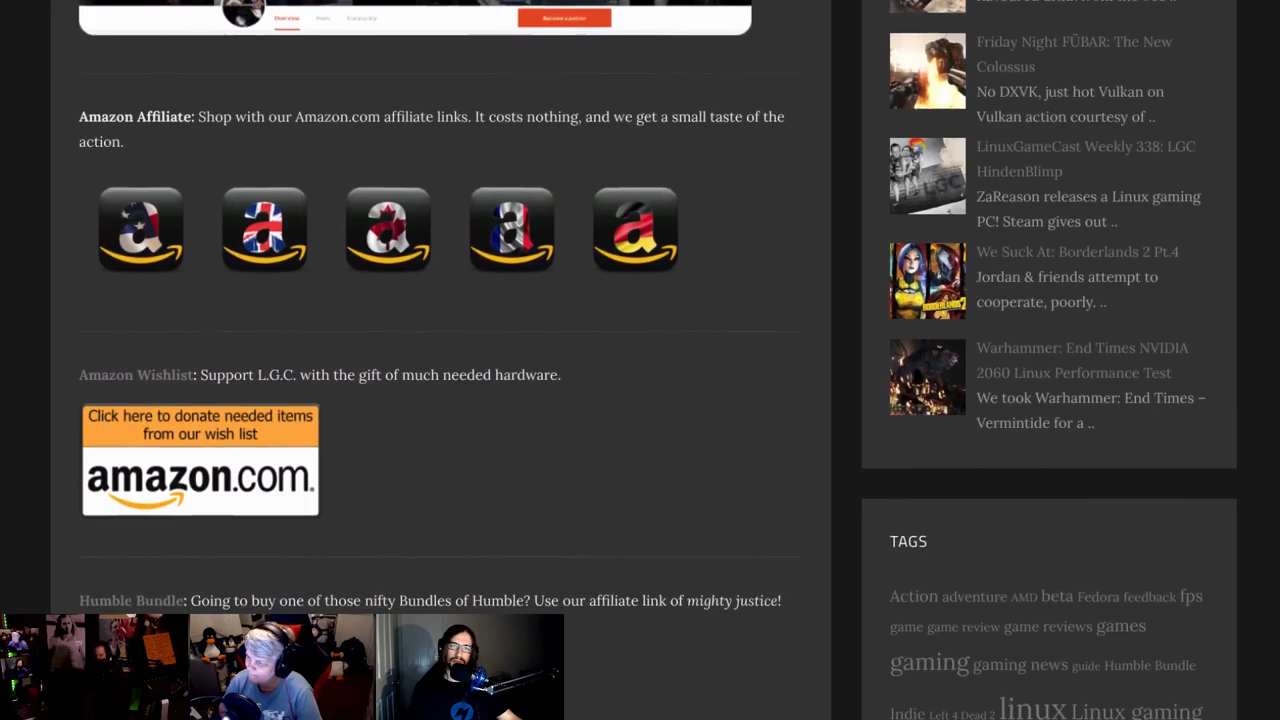 Overview
Posts
Community
Become a patron
Amazon Affiliate: Shop with our Amazon.com affiliate links. It costs nothing, and we get a small taste of the
action.
Amazon Wishlist: Support L.G.C. with the gift of much needed hardware.
Click here to donate needed items
from our wish list
amazon.com.
Humble Bundle: Going to buy one of those nifty Bundles of Humble? Use our affiliate link of mighty justice!
Friday Night FÜBAR: The New
Colossus
No DXVK, just hot Vulkan on
Vulkan action courtesy of ..
LinuxGameCast Weekly 338: LGC
HindenBlimp
ZaReason releases a Linux gaming
PC! Steam gives out ..
We Suck At: Borderlands 2 Pt.4
Jordan & friends attempt to
cooperate, poorly, ..
Warhammer: End Times NVIDIA
2060 Linux Performance Test
We took Warhammer: End Times –
Vermintide for a ..
TAGS
Action adventure AMD beta Fedora feedback fps
game game review game reviews games
gaming gaming news guide Humble Bundle
Indie Left 4 Dead 2 linux Linux gaming